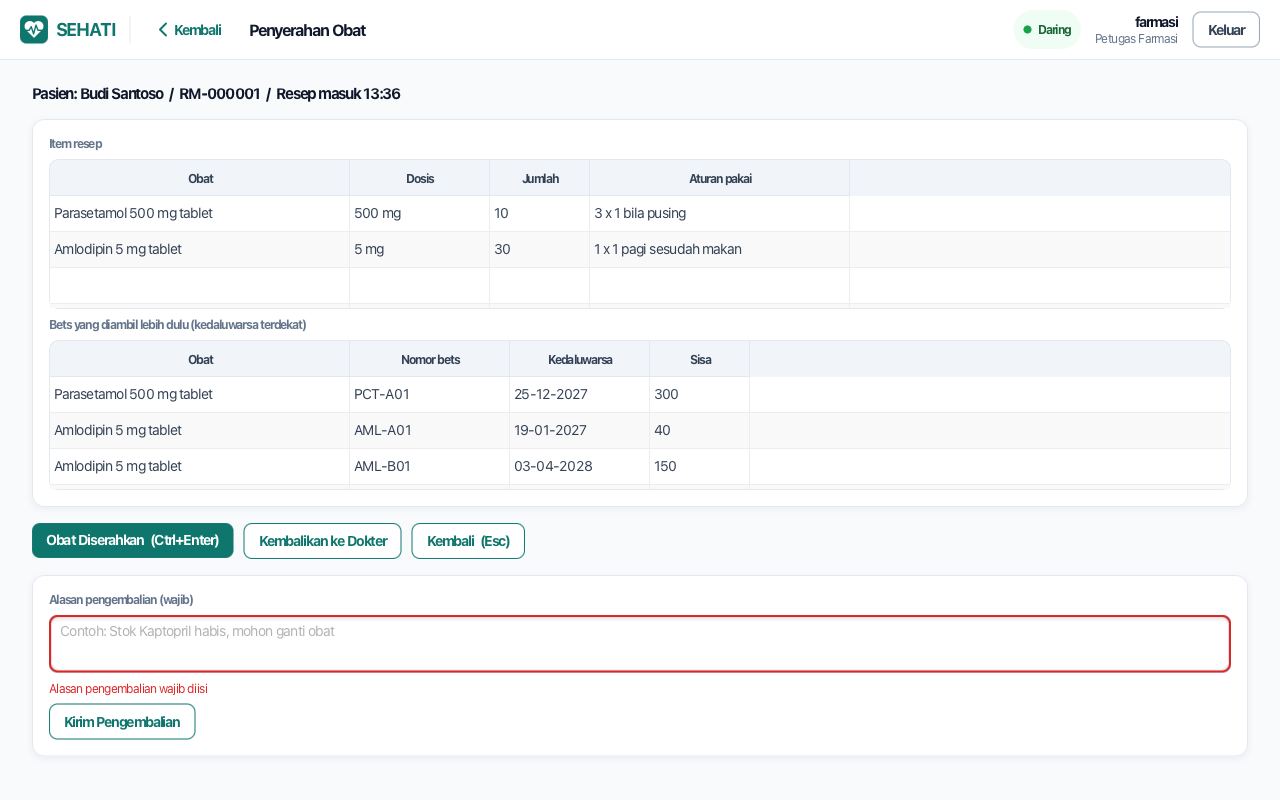 SEHATI Kembali Penyerahan Obat Daring farmasi Keluar
Petugas Farmasi
Pasien: Budi Santoso / RM-000001 / Resep masuk 13:36
Item resep
Obat Dosis Jumlah Aturan pakai
Parasetamol 500 mg tablet 500 mg 10 3 x 1 bila pusing
Amlodipin 5 mg tablet 5 mg 30 1 x 1 pagi sesudah makan
Bets yang diambil lebih dulu (kedaluwarsa terdekat)
Obat Nomor bets Kedaluwarsa Sisa
Parasetamol 500 mg tablet PCT-A01 25-12-2027 300
Amlodipin 5 mg tablet AML-A01 19-01-2027 40
Amlodipin 5 mg tablet AML-B01 03-04-2028 150
Obat Diserahkan (Ctrl+Enter) Kembalikan ke Dokter Kembali (Esc)
Alasan pengembalian (wajib)
Contoh: Stok Kaptopril habis, mohon ganti obat
Alasan pengembalian wajib diisi
Kirim Pengembalian